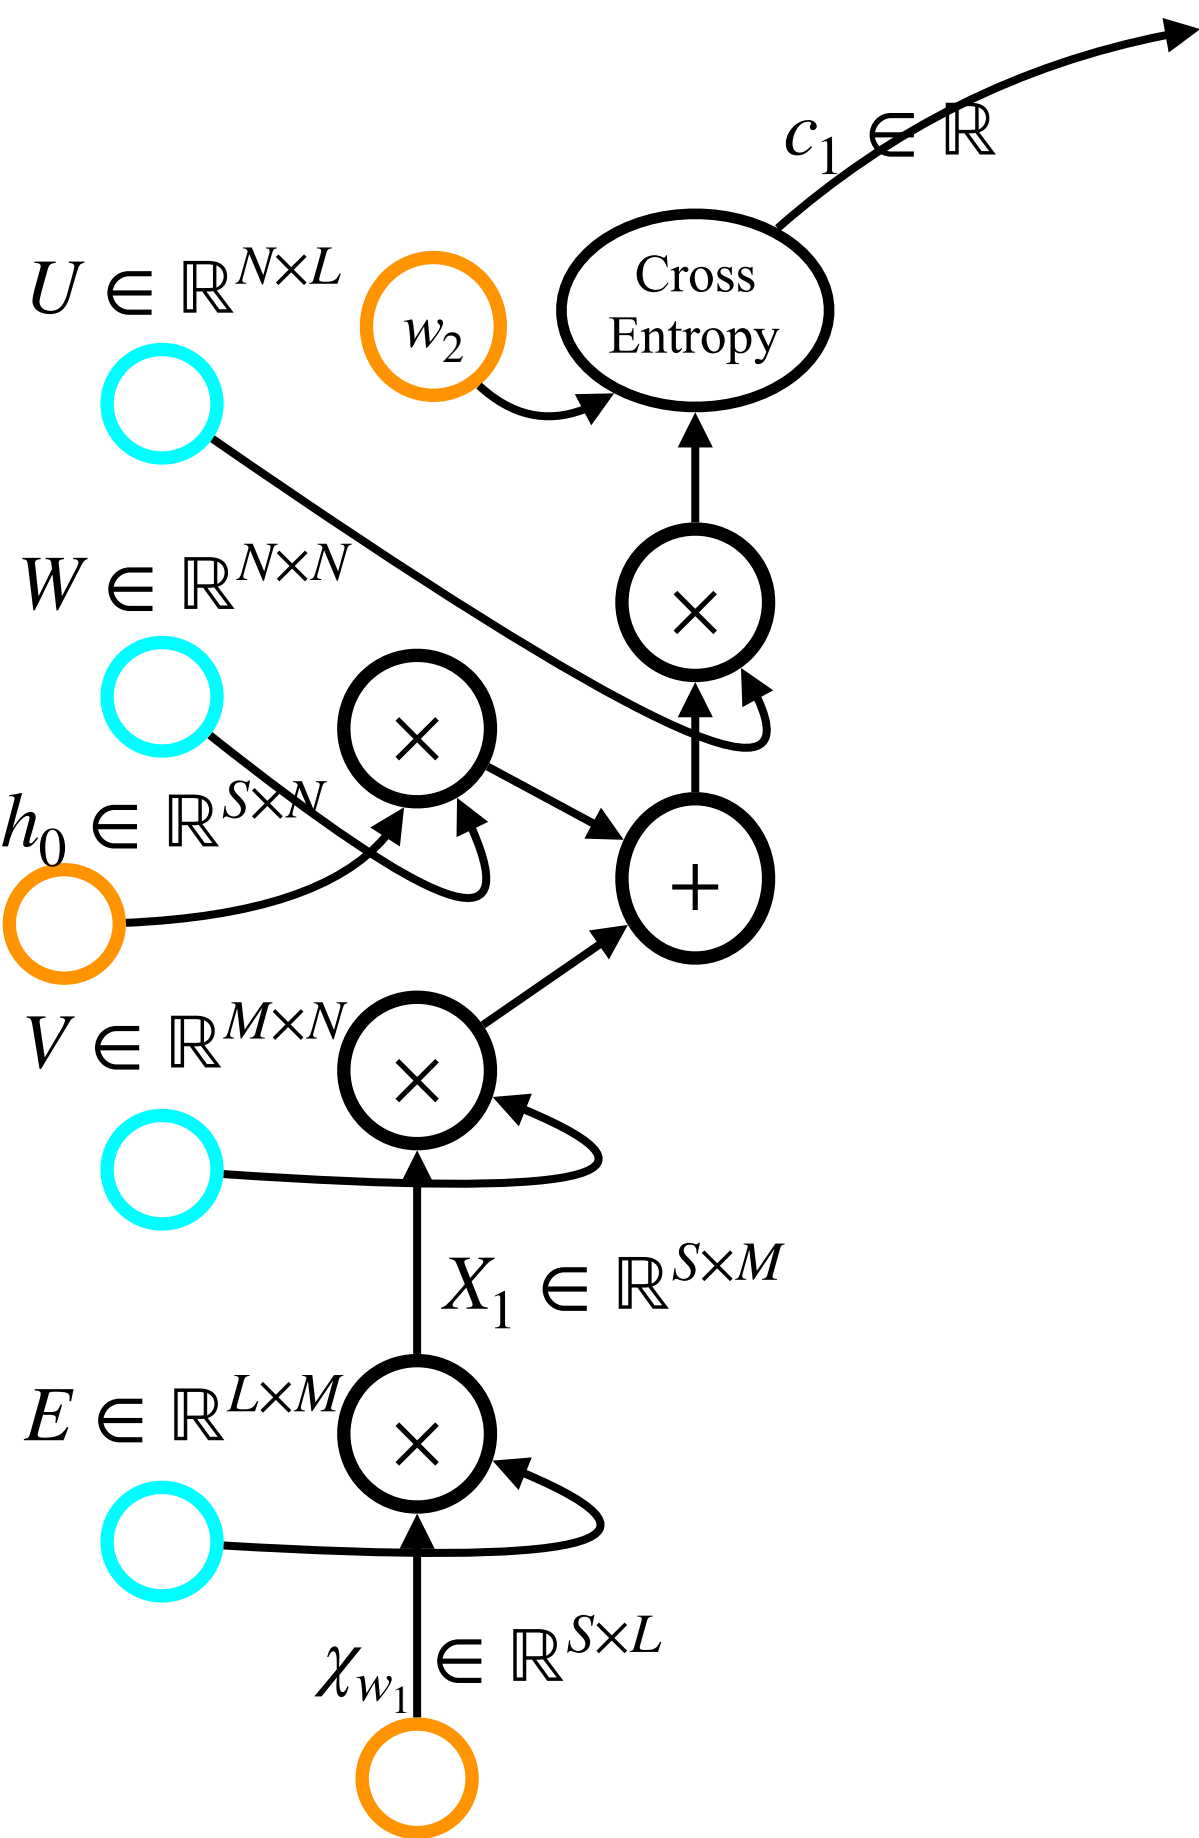 c₁ ∈ ℝ
Cross
Entropy
U ∈ ℝ^{N×L}
w₂
W ∈ ℝ^{N×N}
×
×
h₀ ∈ ℝ^{S×N}
+
V ∈ ℝ^{M×N}
×
X₁ ∈ ℝ^{S×M}
E ∈ ℝ^{L×M}
×
χ_{w₁} ∈ ℝ^{S×L}